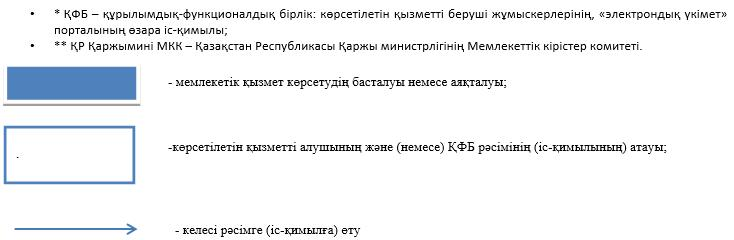 • * ҚФБ – құрылымдық-функционалдық бірлік: көрсетілетін қызметті беруші жұмыскерлерінің, «электрондық үкімет»
порталының өзара іс-қимылы;
• ** ҚР Қаржымині МКК – Қазақстан Республикасы Қаржы министрлігінің Мемлекеттік кірістер комитеті.
- мемлекетік қызмет көрсетудің басталуы немесе аяқталуы;
-көрсетілетін қызметті алушының және (немесе) ҚФБ рәсімінің (іс-қимылының) атауы;
.
- келесі рәсімге (іс-қимылға) өту